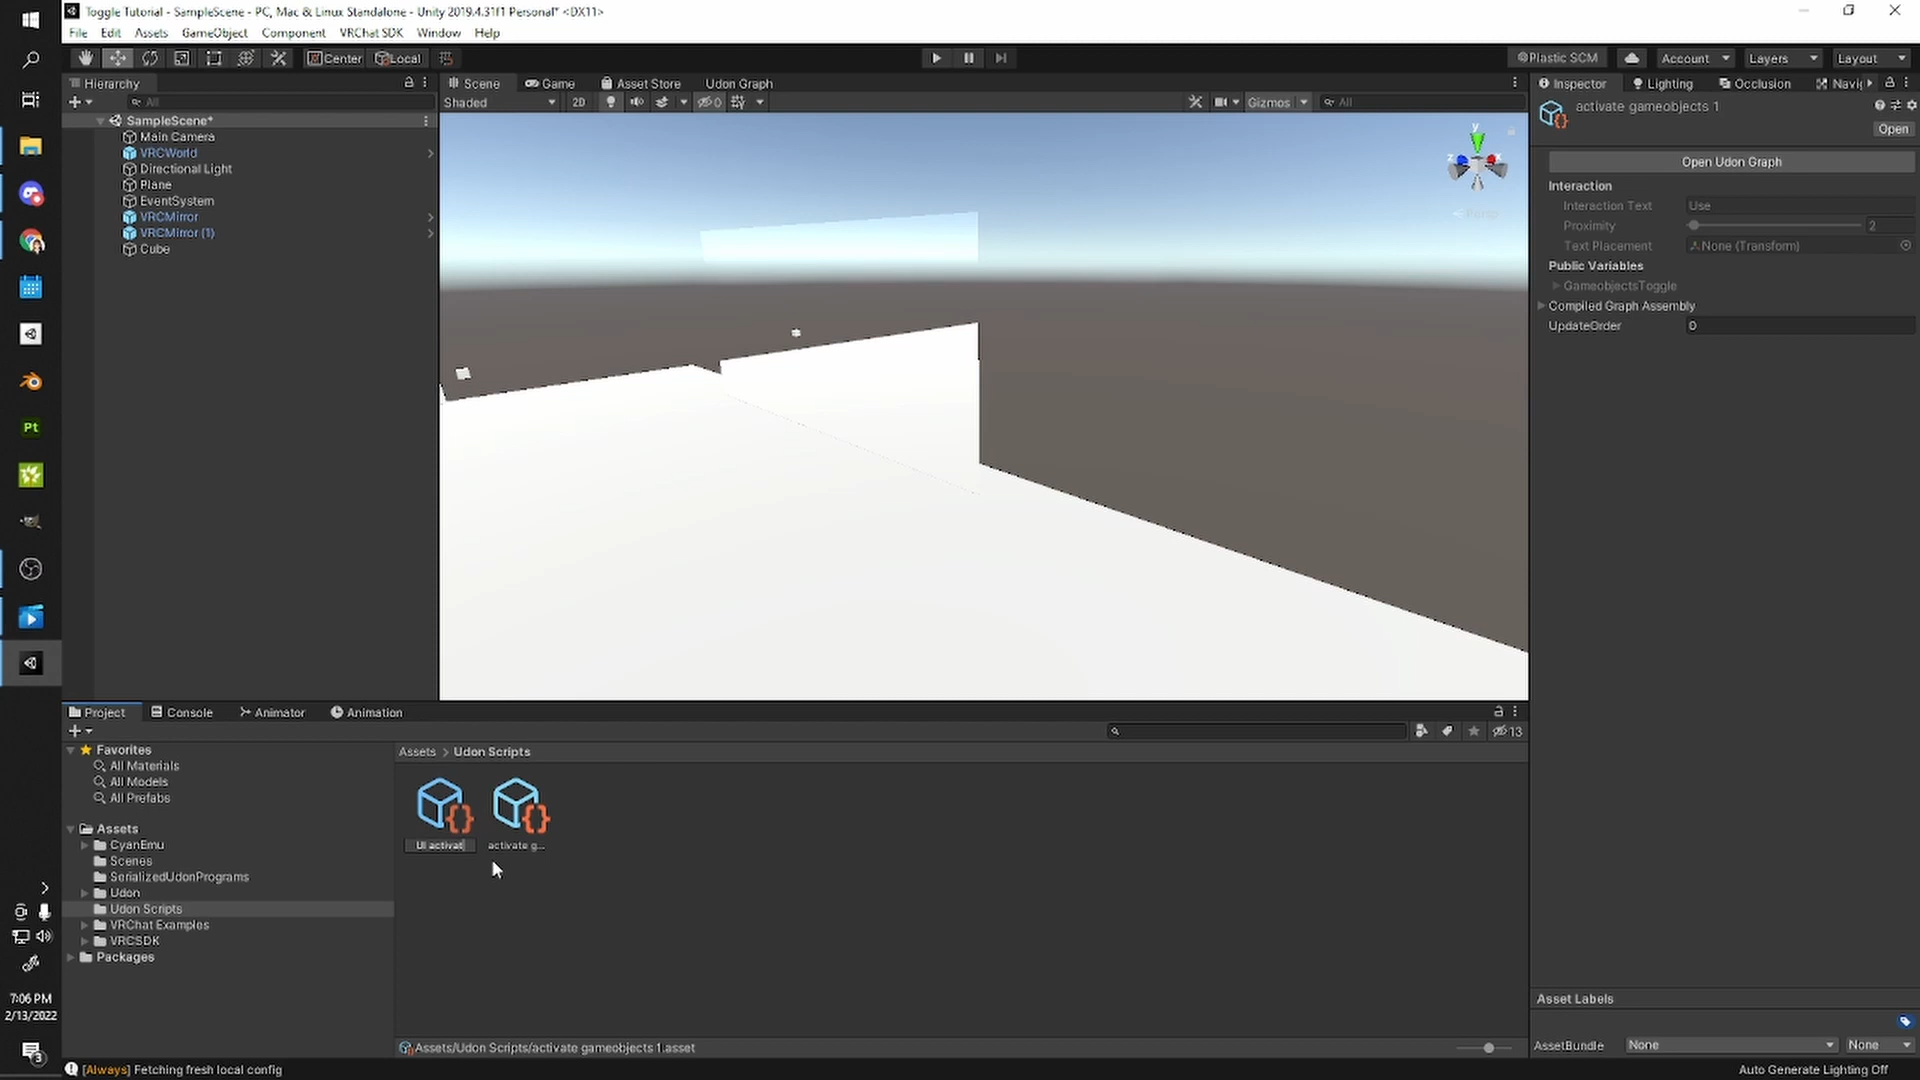 Toggle Tutorial - SampleScene - PC, Mac & Linux Standalone - Unity 2019.4.31f1 Personal* <DX11>
File Edit Assets GameObject Component VRChat SDK Window Help
Center Local Plastic SCM Account Layers Layout
Hierarchy
All
SampleScene*
Main Camera
VRCWorld
Directional Light
Plane
EventSystem
VRCMirror
VRCMirror (1)
Cube
Scene Game Asset Store Udon Graph
Shaded 2D 0 Gizmos All
y
z x
Persp
Inspector Lighting Occlusion Navi
activate gameobjects 1
Open
Open Udon Graph
Interaction
Interaction Text Use
Proximity 2
Text Placement None (Transform)
Public Variables
GameobjectsToggle
Compiled Graph Assembly
UpdateOrder 0
Project Console Animator Animation
13
Favorites
All Materials
All Models
All Prefabs
Assets
CyanEmu
Scenes
SerializedUdonPrograms
Udon
Udon Scripts
VRChat Examples
VRCSDK
Packages
Assets > Udon Scripts
UI activat
activate g...
Assets/Udon Scripts/activate gameobjects 1.asset
Asset Labels
AssetBundle None None
[Always] Fetching fresh local config
Auto Generate Lighting Off
Pt
7:06 PM
2/13/2022
3